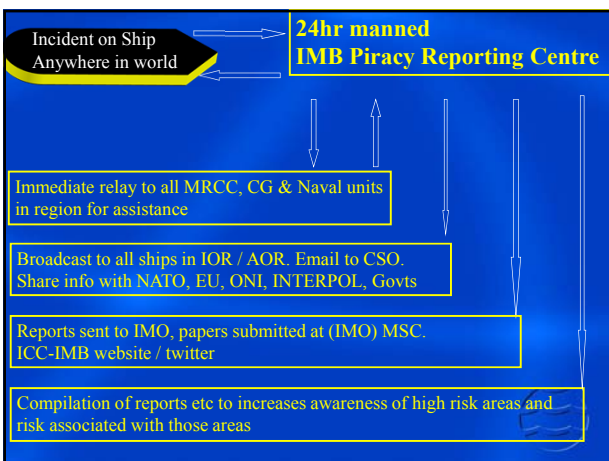 Incident on Ship
Anywhere in world
24hr manned
IMB Piracy Reporting Centre
Immediate relay to all MRCC, CG & Naval units
in region for assistance
Broadcast to all ships in IOR / AOR. Email to CSO.
Share info with NATO, EU, ONI, INTERPOL, Govts
Reports sent to IMO, papers submitted at (IMO) MSC.
ICC-IMB website / twitter
Compilation of reports etc to increases awareness of high risk areas and
risk associated with those areas